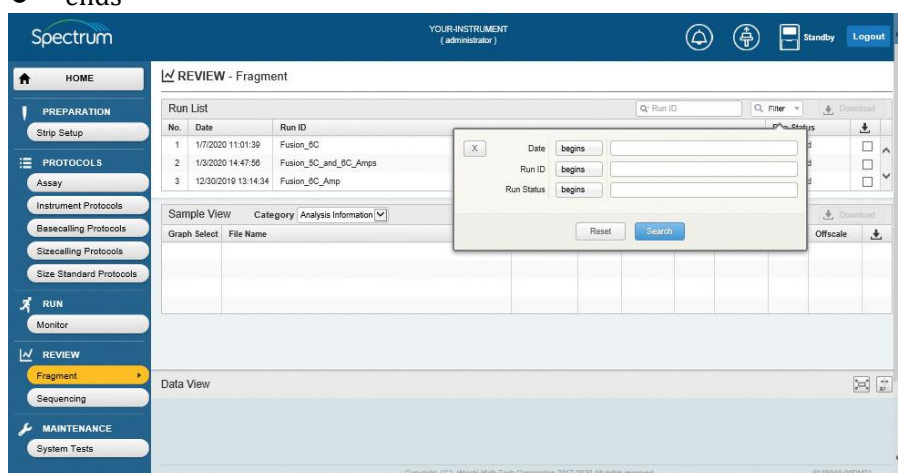 ends
Spectrum
YOUR-INSTRUMENT
( administrator )
Standby
Logout
HOME
REVIEW - Fragment
PREPARATION
Strip Setup
PROTOCOLS
Assay
Instrument Protocols
Basecalling Protocols
Sizecalling Protocols
Size Standard Protocols
RUN
Monitor
REVIEW
Fragment
Sequencing
MAINTENANCE
System Tests
Run List
Run ID
Filter
Download
No. Date Run ID
1 1/7/2020 11:01:39 Fusion_6C
2 1/3/2020 14:47:56 Fusion_5C_and_6C_Amps
3 12/30/2019 13:14:34 Fusion_6C_Amp
X Date begins
Run ID begins
Run Status begins
Reset Search
Sample View Category Analysis Information
Download
Graph Select File Name Offscale
Data View